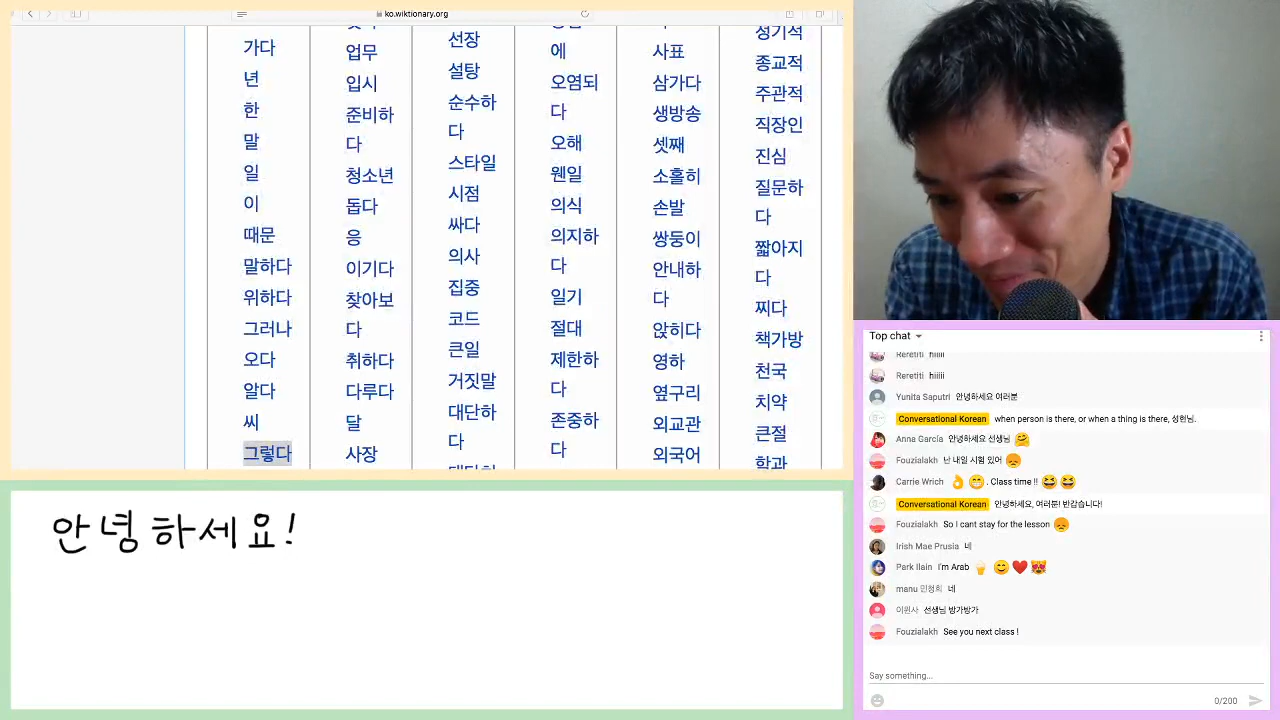 ko.wiktionary.org
가다
년
한
말
일
이
때문
말하다
위하다
그러나
오다
알다
씨
그렇다
업무
입시
준비하
다
청소년
돕다
응
이기다
찾아보
다
취하다
다루다
달
사장
선장
설탕
순수하
다
스타일
시점
싸다
의사
집중
코드
큰일
거짓말
대단하
다
에
오염되
다
오해
웬일
의식
의지하
다
일기
절대
제한하
다
존중하
다
사표
삼가다
생방송
셋째
소홀히
손발
쌍둥이
안내하
다
앉히다
영하
옆구리
외교관
외국어
정기적
종교적
주관적
직장인
진심
질문하
다
짧아지
다
찌다
책가방
천국
치약
큰절
학과
안녕하세요!
Top chat
Reretiti hiiiii
Reretiti hiiiii
Yunita Saputri 안녕하세요 여러분
Conversational Korean when person is there, or when a thing is there, 성현님.
Anna García 안녕하세요 선생님 🤗
Fouzialakh 난 내일 시험 있어 😞
Carrie Wrich 👌 😁 . Class time !! 😆 😆
Conversational Korean 안녕하세요, 여러분! 반갑습니다!
Fouzialakh So I cant stay for the lesson 😞
Irish Mae Prusia 네
Park Ilain I'm Arab 🍦 😊 ❤️ 😻
manu 민정희 네
이원사 선생님 방가방가
Fouzialakh See you next class !
Say something...
0/200